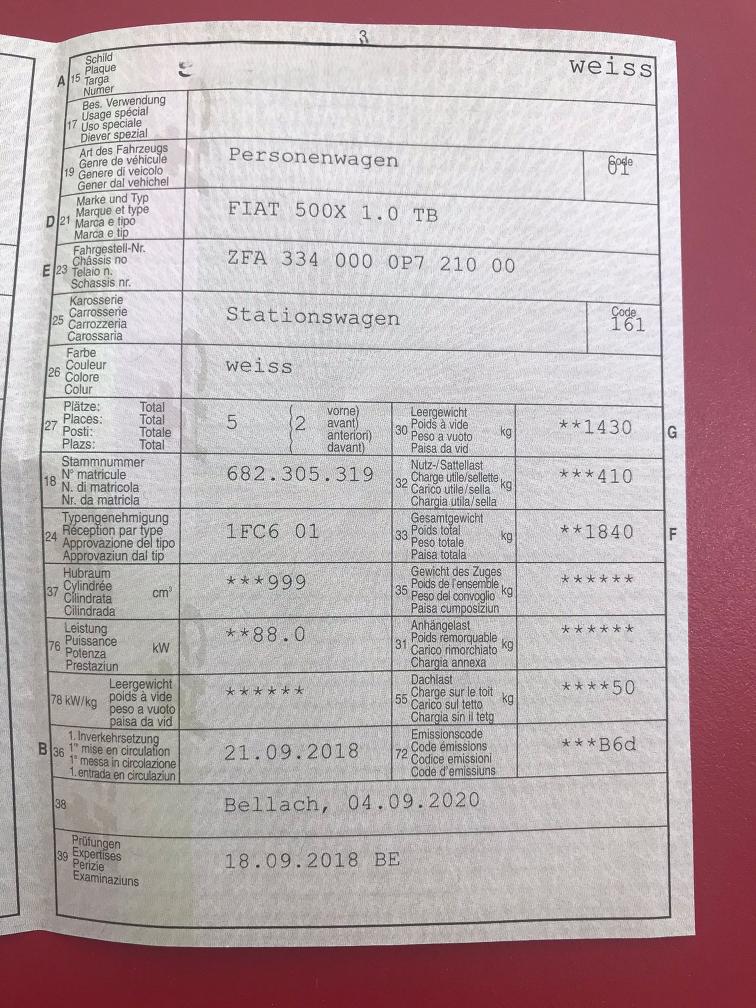 3
A 15 Schild weiss
Plaque
Targa
Numer
17 Bes. Verwendung
Usage spécial
Uso speciale
Diever spezial
19 Art des Fahrzeugs Personenwagen Code 01
Genre de véhicule
Genere di veicolo
Gener dal vehichel
D 21 Marke und Typ FIAT 500X 1.0 TB
Marque et type
Marca e tipo
Marca e tip
E 23 Fahrgestell-Nr. ZFA 334 000 0P7 210 00
Châssis no
Telaio n.
Schassis nr.
25 Karosserie Stationswagen Code 161
Carrosserie
Carrozzeria
Carossaria
26 Farbe weiss
Couleur
Colore
Colur
27 Plätze: Total 5 (2 vorne)
Places: Total avant)
Posti: Totale anteriori)
Plazs: Total davant)
30 Leergewicht kg **1430 G
Poids à vide
Peso a vuoto
Paisa da vid
18 Stammnummer 682.305.319
N° matricule
N. di matricola
Nr. da matricla
32 Nutz-/Sattellast kg ***410
Charge utile/sellette
Carico utile/sella
Chargia utila/sella
24 Typengenehmigung 1FC6 01
Réception par type
Approvazione del tipo
Approvaziun dal tip
33 Gesamtgewicht kg **1840 F
Poids total
Peso totale
Paisa totala
37 Hubraum cm³ ***999
Cylindrée
Cilindrata
Cilindrada
35 Gewicht des Zuges kg ******
Poids de l'ensemble
Peso del convoglio
Paisa cumposiziun
76 Leistung kW **88.0
Puissance
Potenza
Prestaziun
31 Anhängelast kg ******
Poids remorquable
Carico rimorchiato
Chargia annexa
78 kW/kg Leergewicht ******
poids à vide
peso a vuoto
paisa da vid
55 Dachlast kg ****50
Charge sur le toit
Carico sul tetto
Chargia sin il tetg
B 36 1. Inverkehrsetzung 21.09.2018
1re mise en circulation
1a messa in circolazione
1. entrada en circulaziun
72 Emissionscode ***B6d
Code émissions
Codice emissioni
Code d'emissiuns
38 Bellach, 04.09.2020
39 Prüfungen 18.09.2018 BE
Expertises
Perizie
Examinaziuns